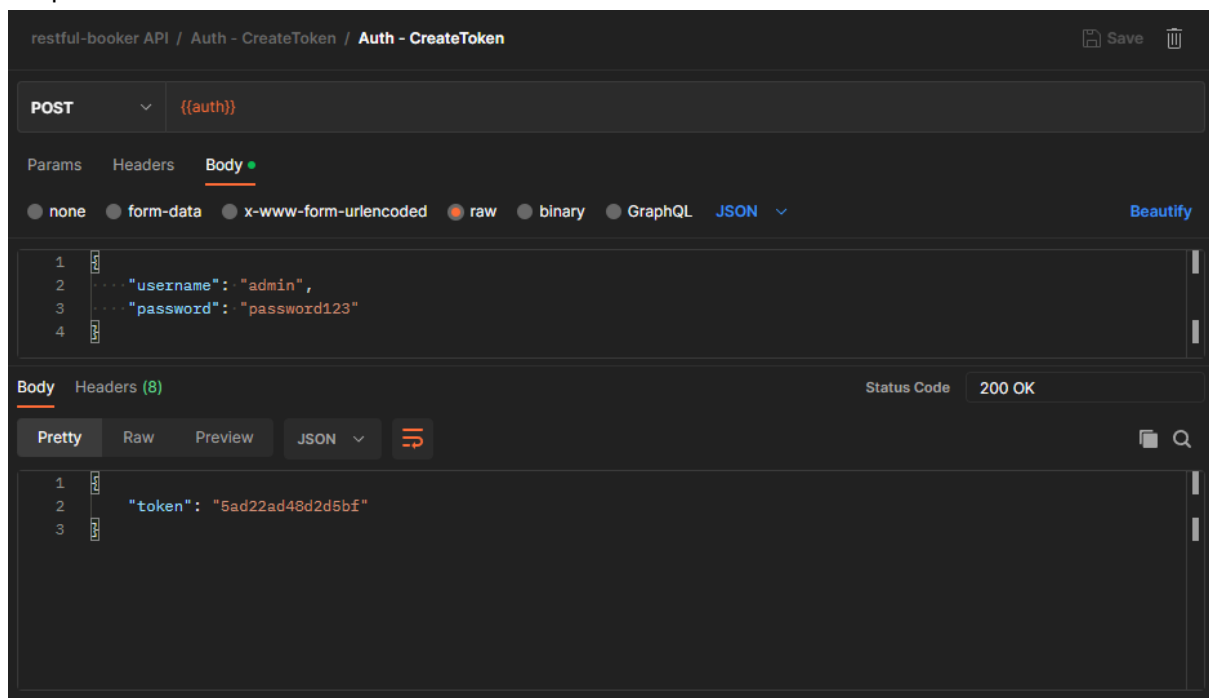 restful-booker API / Auth - CreateToken / Auth - CreateToken Save
POST {{auth}}
Params Headers Body
none form-data x-www-form-urlencoded raw binary GraphQL JSON Beautify
1 {
2 "username": "admin",
3 "password": "password123"
4 }
Body Headers (8) Status Code 200 OK
Pretty Raw Preview JSON
1 {
2 "token": "5ad22ad48d2d5bf"
3 }